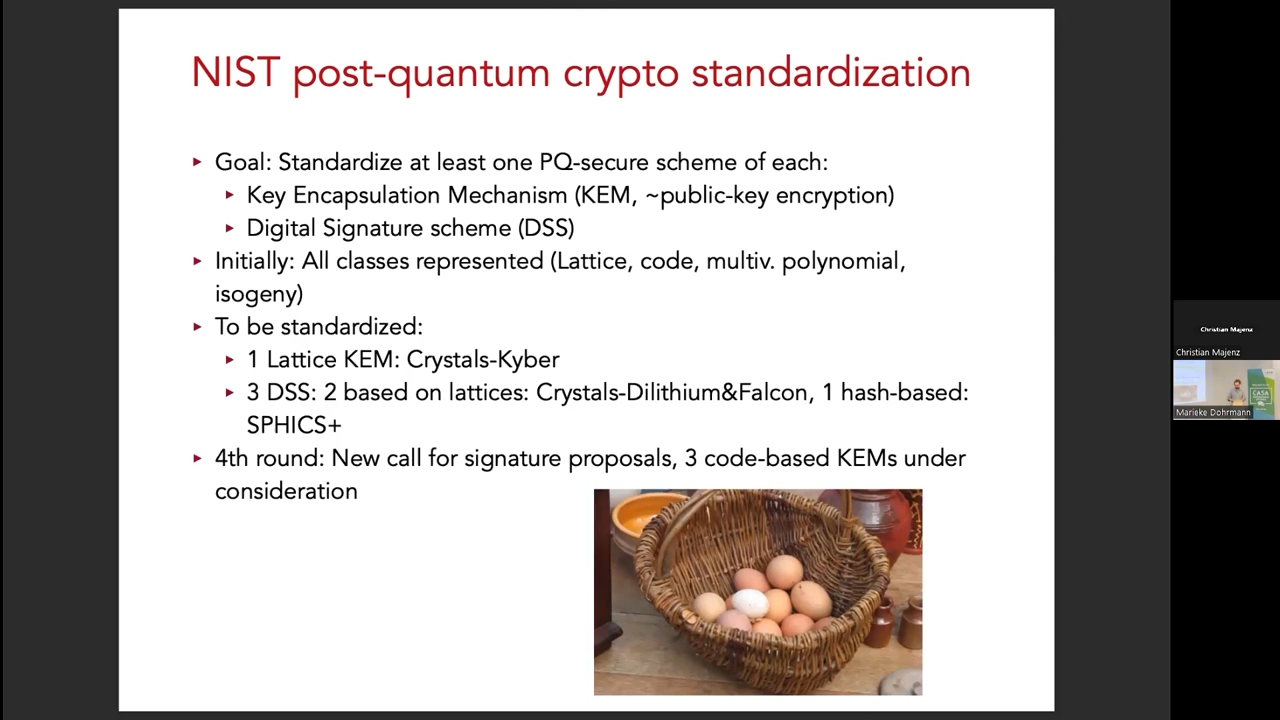 NIST post-quantum crypto standardization
Goal: Standardize at least one PQ-secure scheme of each:
Key Encapsulation Mechanism (KEM, ~public-key encryption)
Digital Signature scheme (DSS)
Initially: All classes represented (Lattice, code, multiv. polynomial,
isogeny)
To be standardized:
1 Lattice KEM: Crystals-Kyber
3 DSS: 2 based on lattices: Crystals-Dilithium&Falcon, 1 hash-based:
SPHICS+
4th round: New call for signature proposals, 3 code-based KEMs under
consideration
Christian Majenz
Christian Majenz
CASA
Marieke Dohrmann